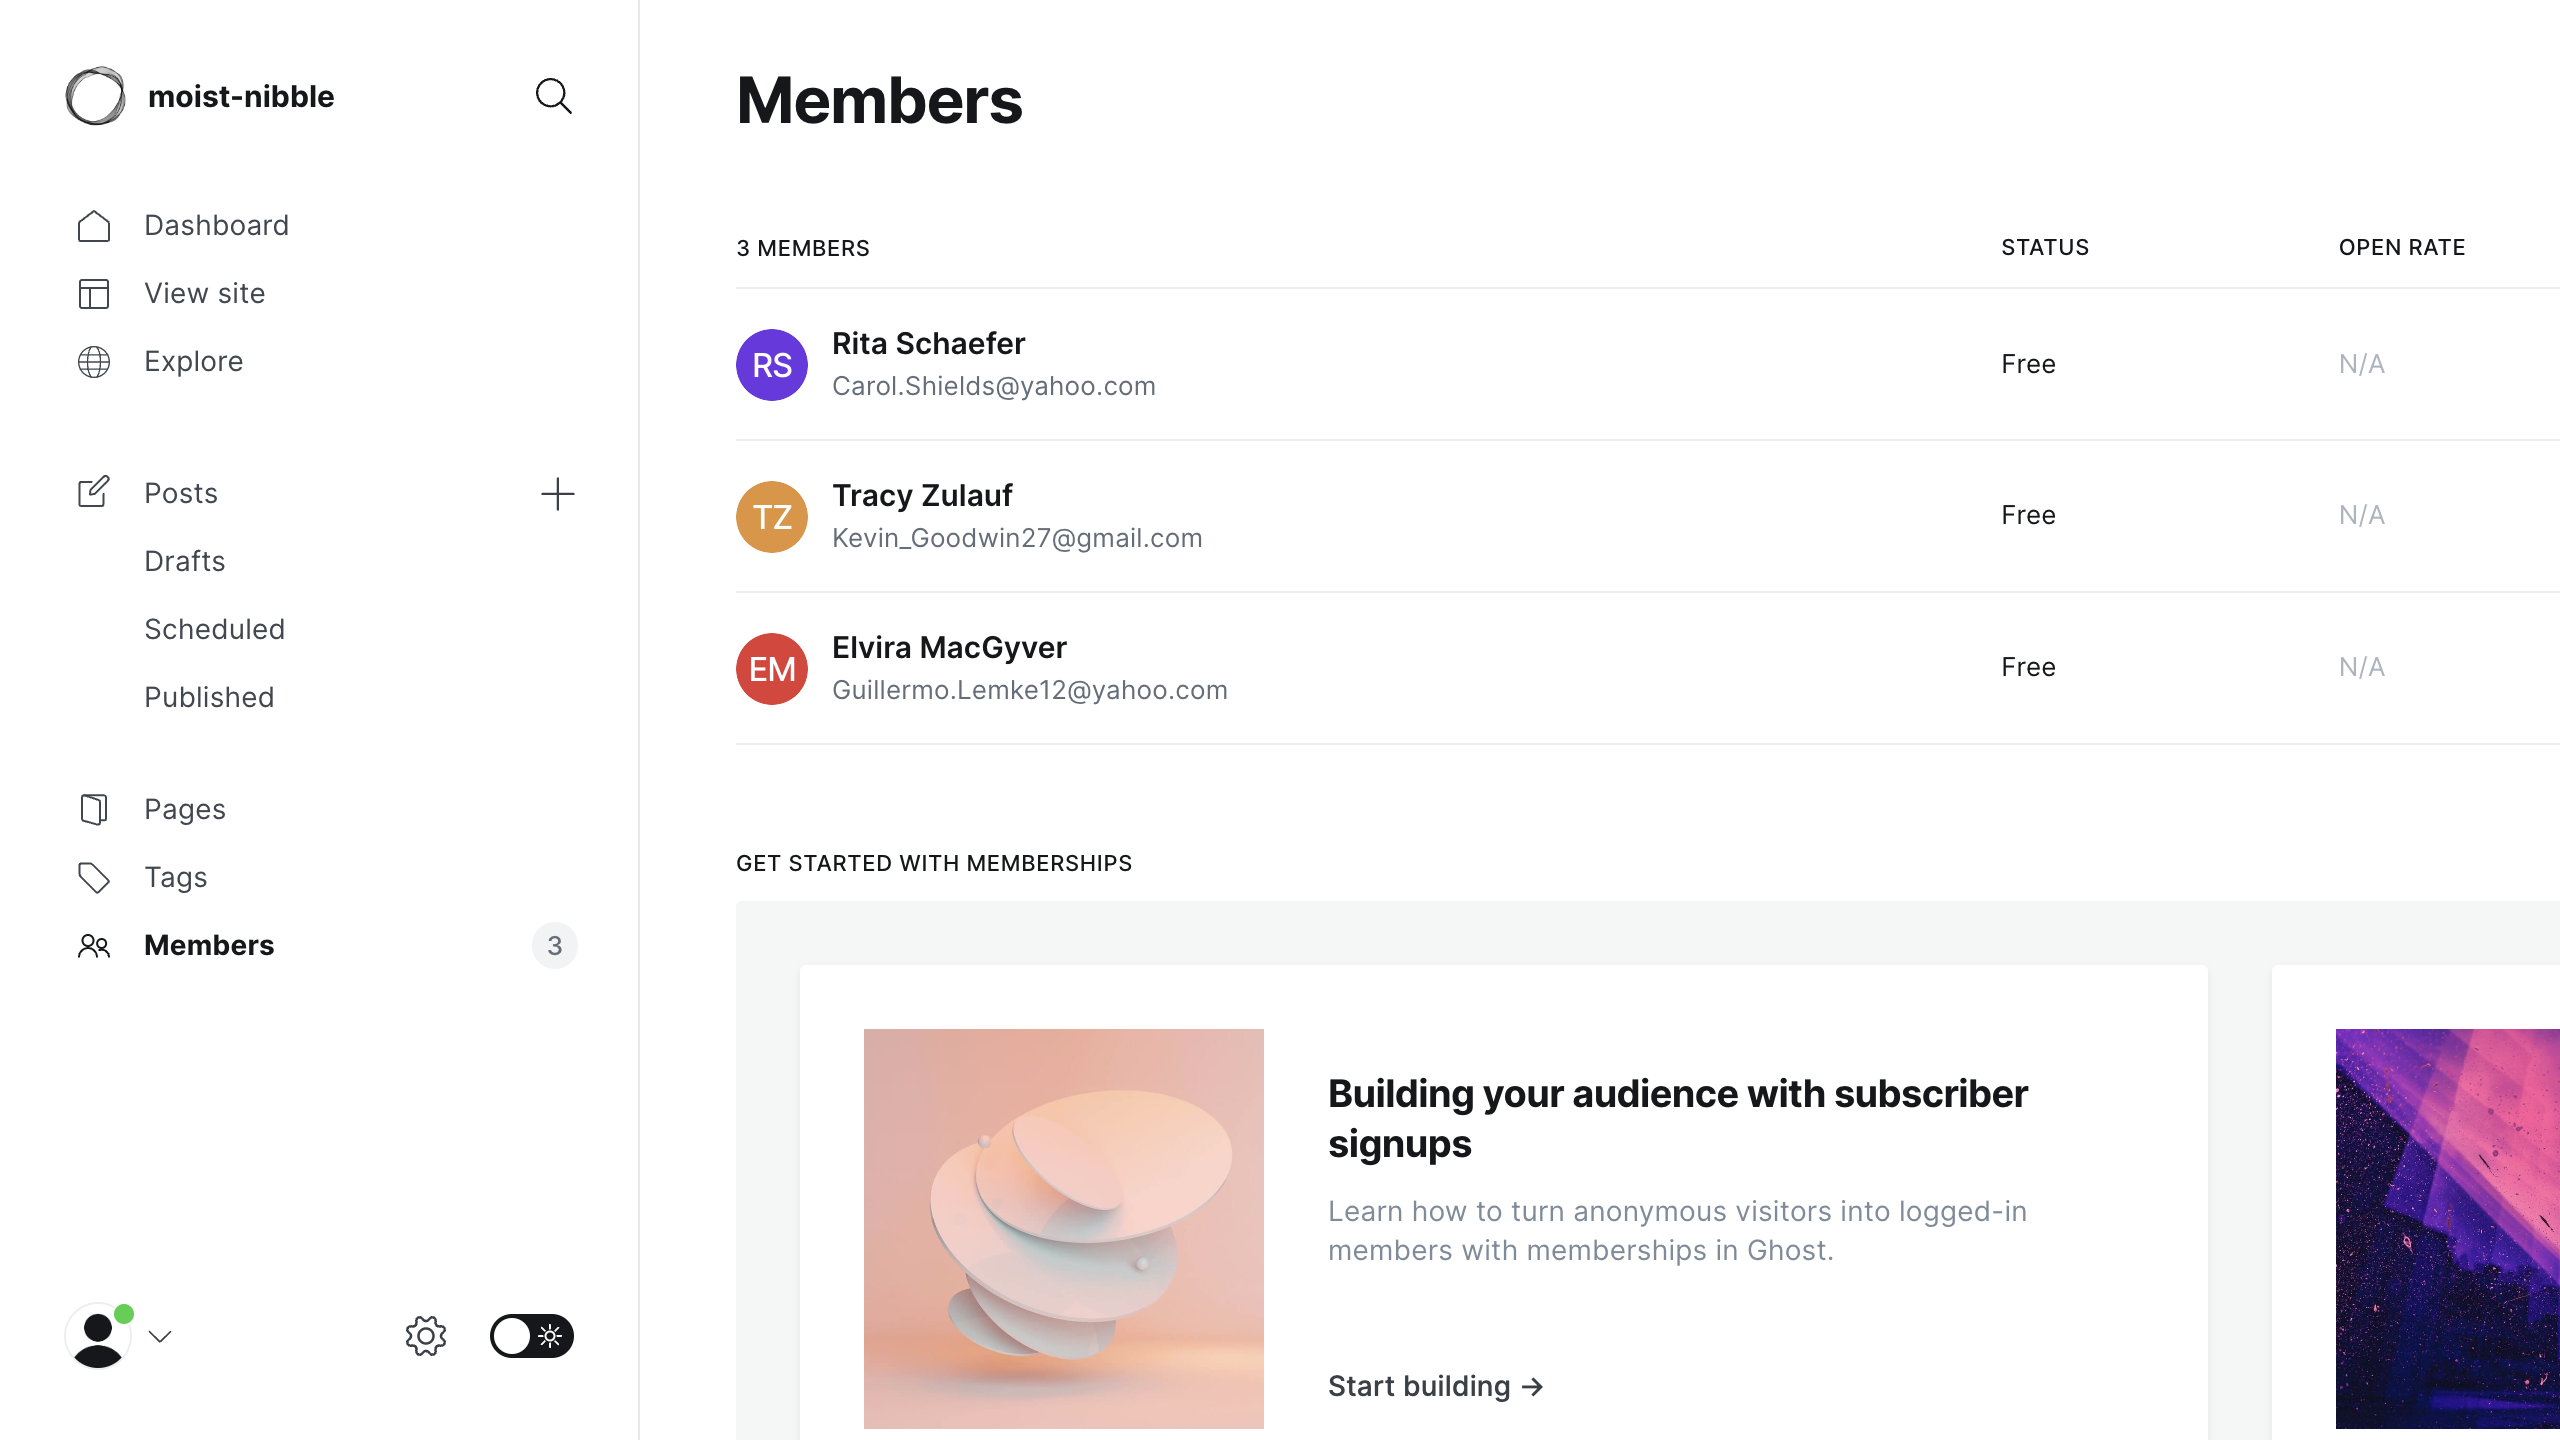 moist-nibble
Dashboard
View site
Explore
Posts
Drafts
Scheduled
Published
Pages
Tags
Members
3
Members
3 MEMBERS
STATUS
OPEN RATE
RS
Rita Schaefer
Carol.Shields@yahoo.com
Free
N/A
TZ
Tracy Zulauf
Kevin_Goodwin27@gmail.com
Free
N/A
EM
Elvira MacGyver
Guillermo.Lemke12@yahoo.com
Free
N/A
GET STARTED WITH MEMBERSHIPS
Building your audience with subscriber
signups
Learn how to turn anonymous visitors into logged-in
members with memberships in Ghost.
Start building →